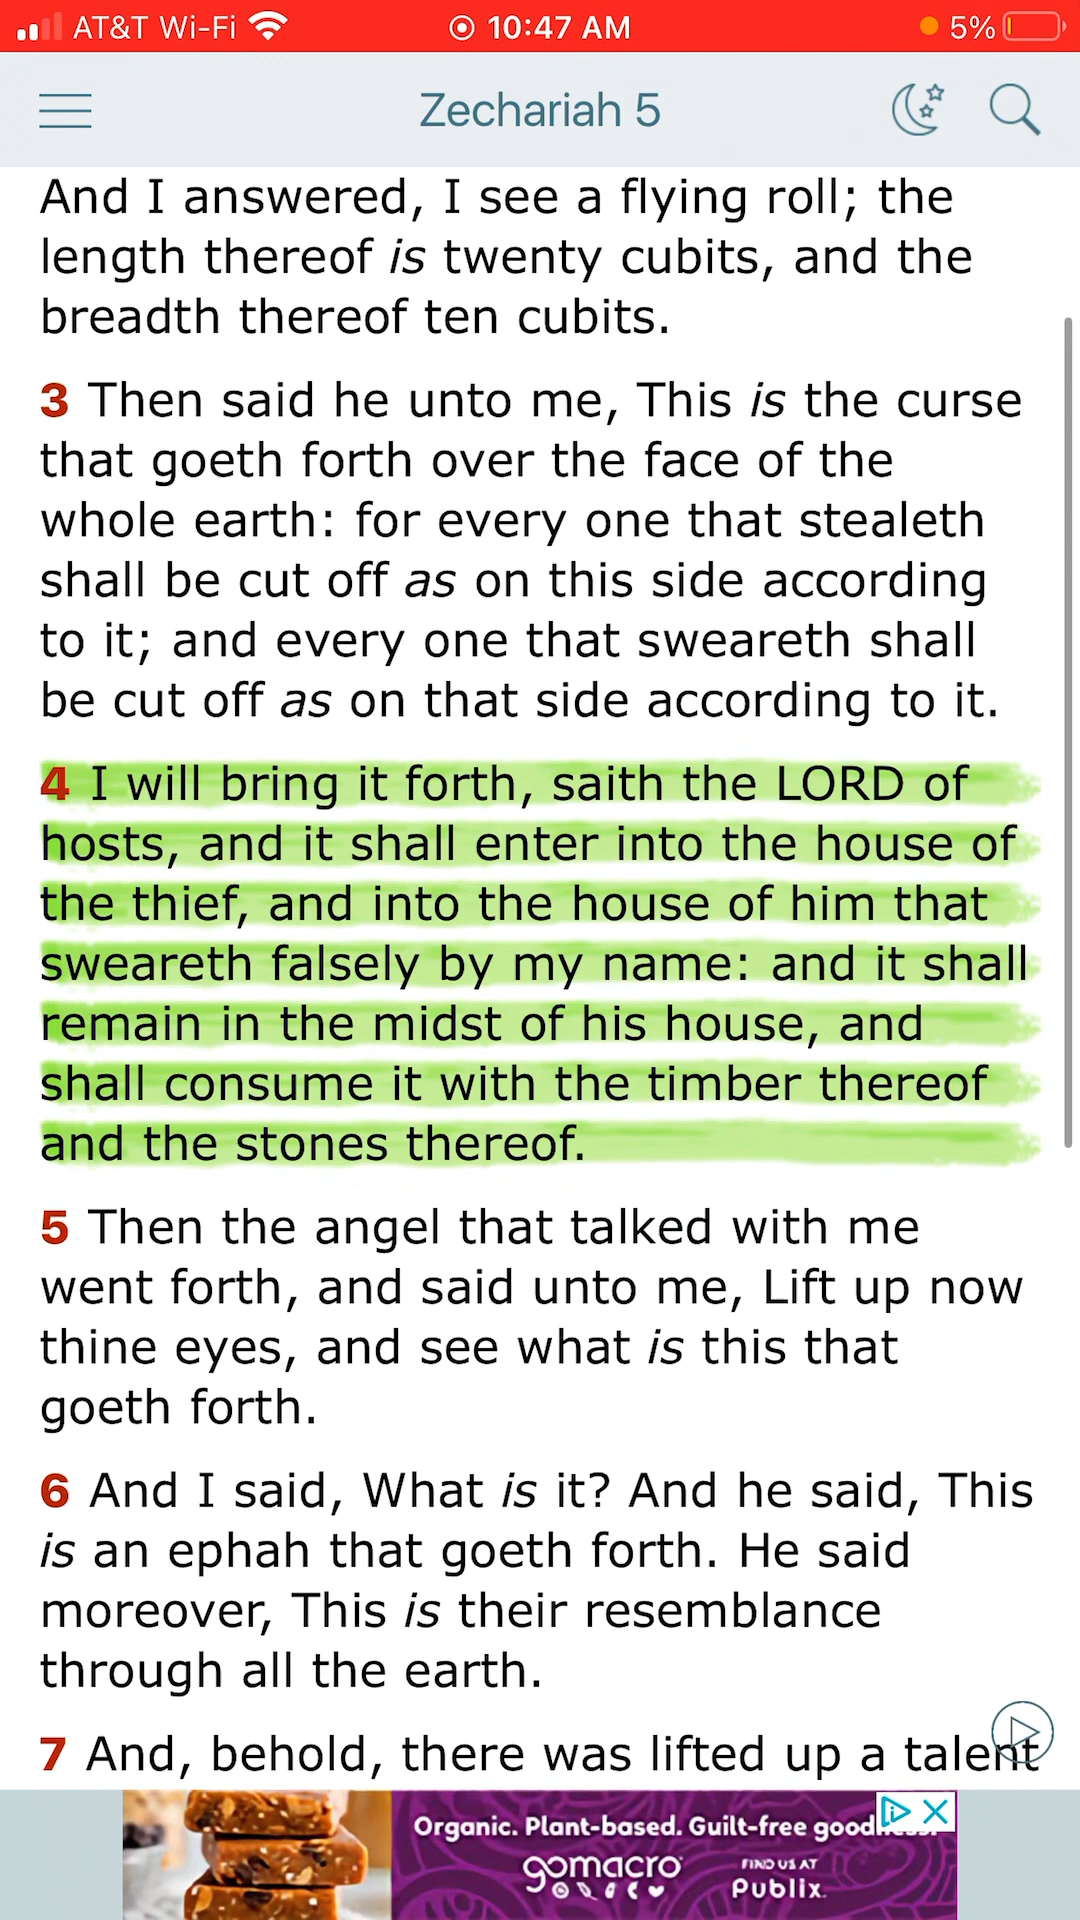 AT&T Wi-Fi 10:47 AM 5%
Zechariah 5
And I answered, I see a flying roll; the
length thereof is twenty cubits, and the
breadth thereof ten cubits.
3 Then said he unto me, This is the curse
that goeth forth over the face of the
whole earth: for every one that stealeth
shall be cut off as on this side according
to it; and every one that sweareth shall
be cut off as on that side according to it.
4 I will bring it forth, saith the LORD of
hosts, and it shall enter into the house of
the thief, and into the house of him that
sweareth falsely by my name: and it shall
remain in the midst of his house, and
shall consume it with the timber thereof
and the stones thereof.
5 Then the angel that talked with me
went forth, and said unto me, Lift up now
thine eyes, and see what is this that
goeth forth.
6 And I said, What is it? And he said, This
is an ephah that goeth forth. He said
moreover, This is their resemblance
through all the earth.
7 And, behold, there was lifted up a talent
Organic. Plant-based. Guilt-free goodness.
gomacro
FIND US AT
Publix.